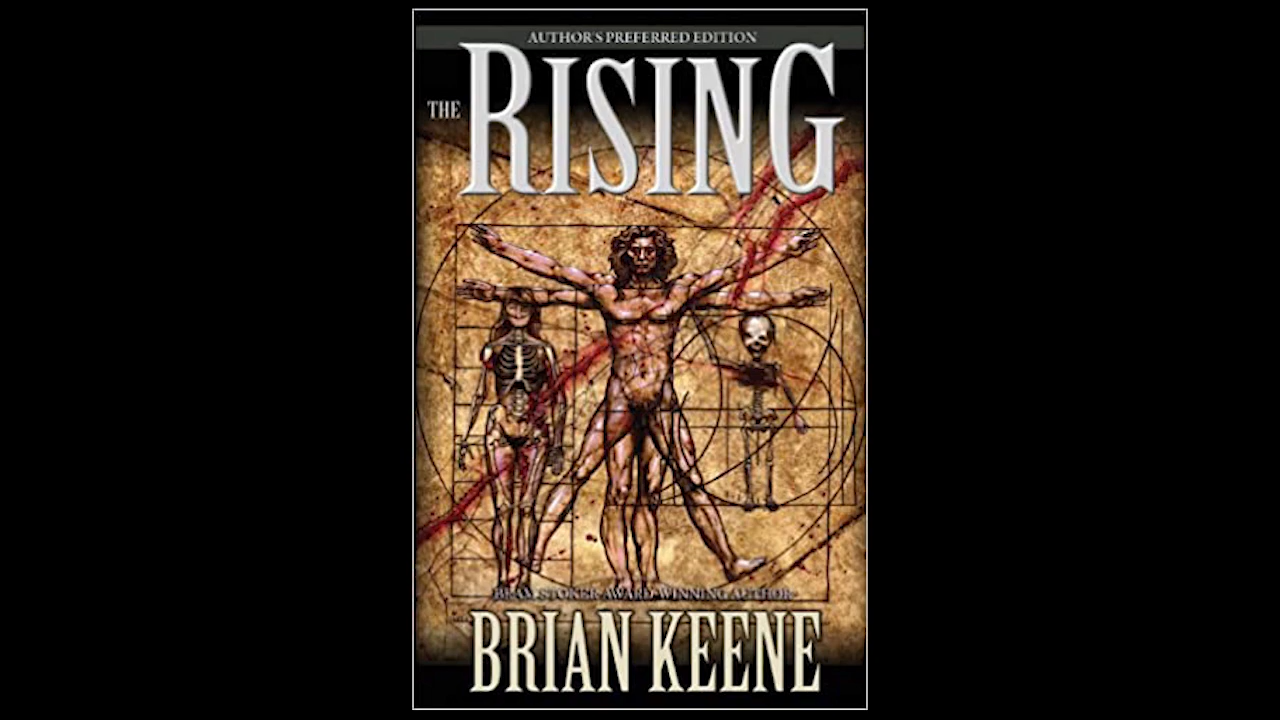 AUTHOR'S PREFERRED EDITION
THE RISING
BRAM STOKER AWARD-WINNING AUTHOR
BRIAN KEENE